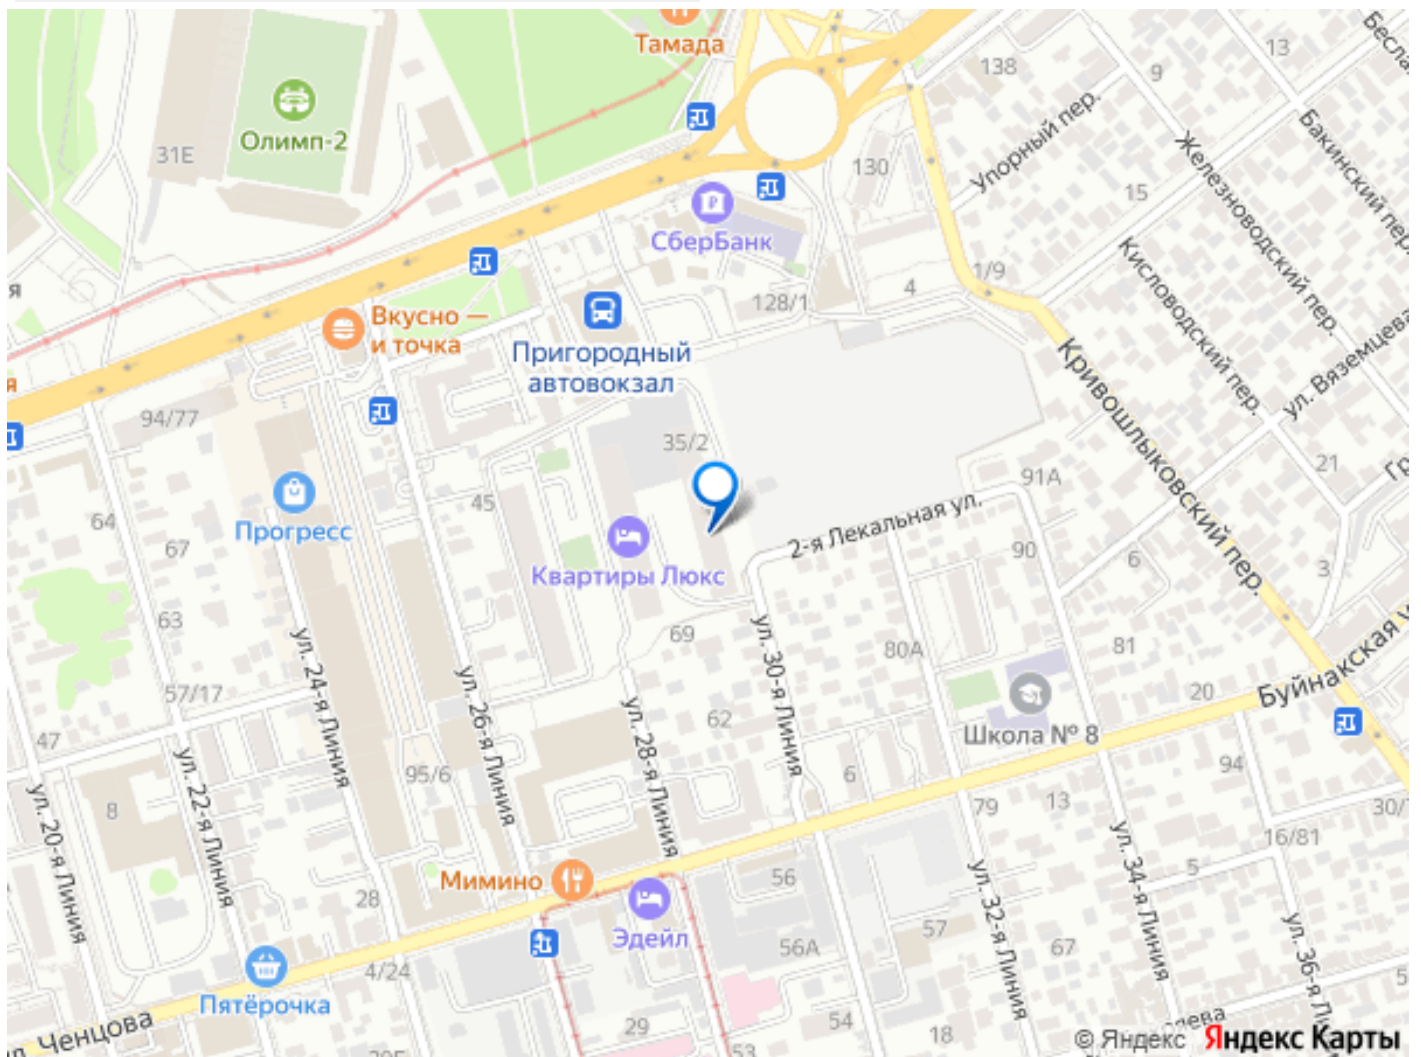 Тамада
Бесла
13
138
9
Олимп-2
31Е
Упорный пер.
130
Железноводский пер.
Бакинский пер.
15
СберБанк
Кисловодский пер.
1/9
4
я
128/1
Вкусно —
и точка
Пригородный
автовокзал
ул. Вяземцева
я
Кривошлыковский пер.
94/77
35/2
21
91А
Гр
45
Прогресс
64
67
2-я Лекальная ул.
90
6
3
Квартиры Люкс
63
69
80А
81
ул. 24-я Линия
ул. 26-я Линия
ул. 28-я Линия
ул. 30-я Линия
57/17
62
20
Буйнакская у
Школа № 8
47
95/6
6
94
8
79
13
30/
ул. 20-я Линия
ул. 22-я Линия
16/81
5
Мимино
56
28
ул. 32-я Линия
ул. 34-я Линия
ул. 36-я Ли
Эдейл
57
56А
67
4/24
Пятёрочка
л. Ченцова
29
54
18
53
ева
© Яндекс Яндекс Карты